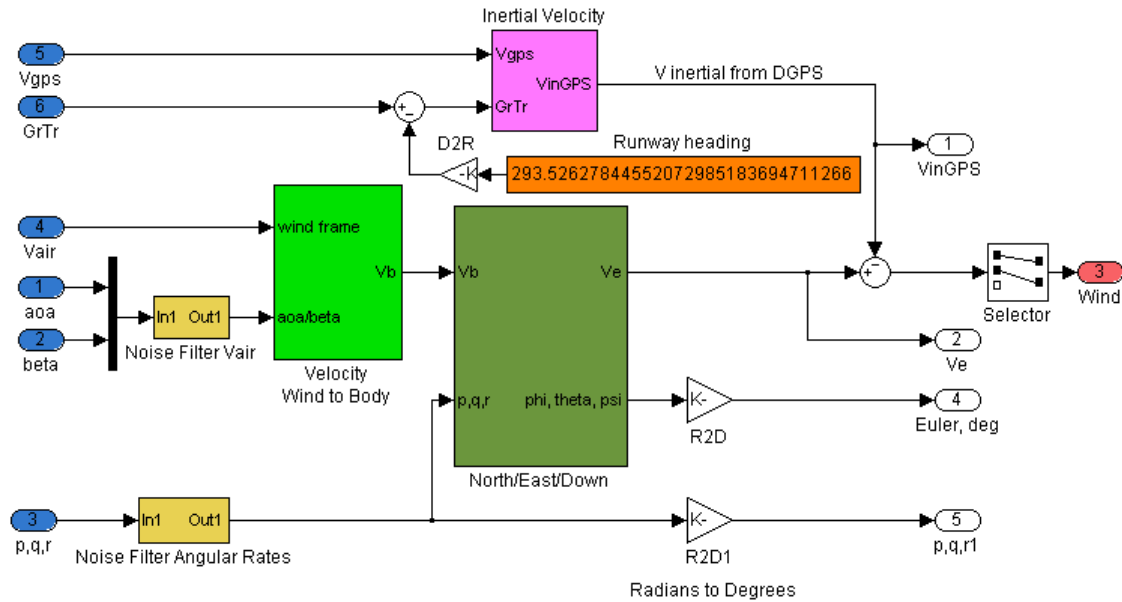 Inertial Velocity
5
Vgps
Vgps
VinGPS
V inertial from DGPS
6
GrTr
GrTr
D2R
-K
Runway heading
293.52627844552072985183694711266
1
VinGPS
4
Vair
wind frame
Vb
Vb
Ve
1
aoa
In1 Out1
aoa/beta
Noise Filter Vair
2
beta
Velocity
Wind to Body
Selector
3
Wind
2
Ve
p,q,r
phi, theta, psi
K-
R2D
4
Euler, deg
North/East/Down
3
p,q,r
In1 Out1
Noise Filter Angular Rates
K-
R2D1
5
p,q,r1
Radians to Degrees